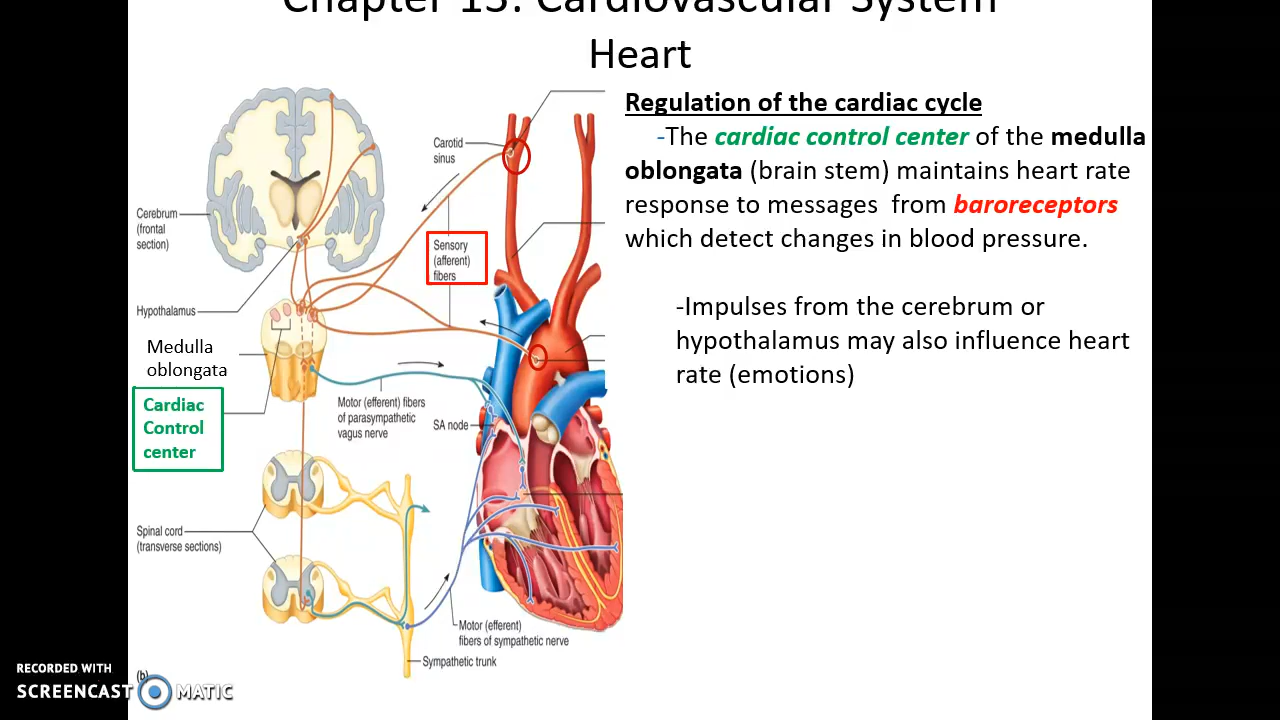 Chapter 13: Cardiovascular System
Heart
Regulation of the cardiac cycle
-The cardiac control center of the medulla
oblongata (brain stem) maintains heart rate
response to messages from baroreceptors
which detect changes in blood pressure.
-Impulses from the cerebrum or
hypothalamus may also influence heart
rate (emotions)
Carotid
sinus
Cerebrum
(frontal
section)
Sensory
(afferent)
fibers
Hypothalamus
Medulla
oblongata
Cardiac
Control
center
Motor (efferent) fibers
of parasympathetic
vagus nerve
SA node
Spinal cord
(transverse sections)
Motor (efferent)
fibers of sympathetic nerve
Sympathetic trunk
(b)
RECORDED WITH
SCREENCAST MATIC